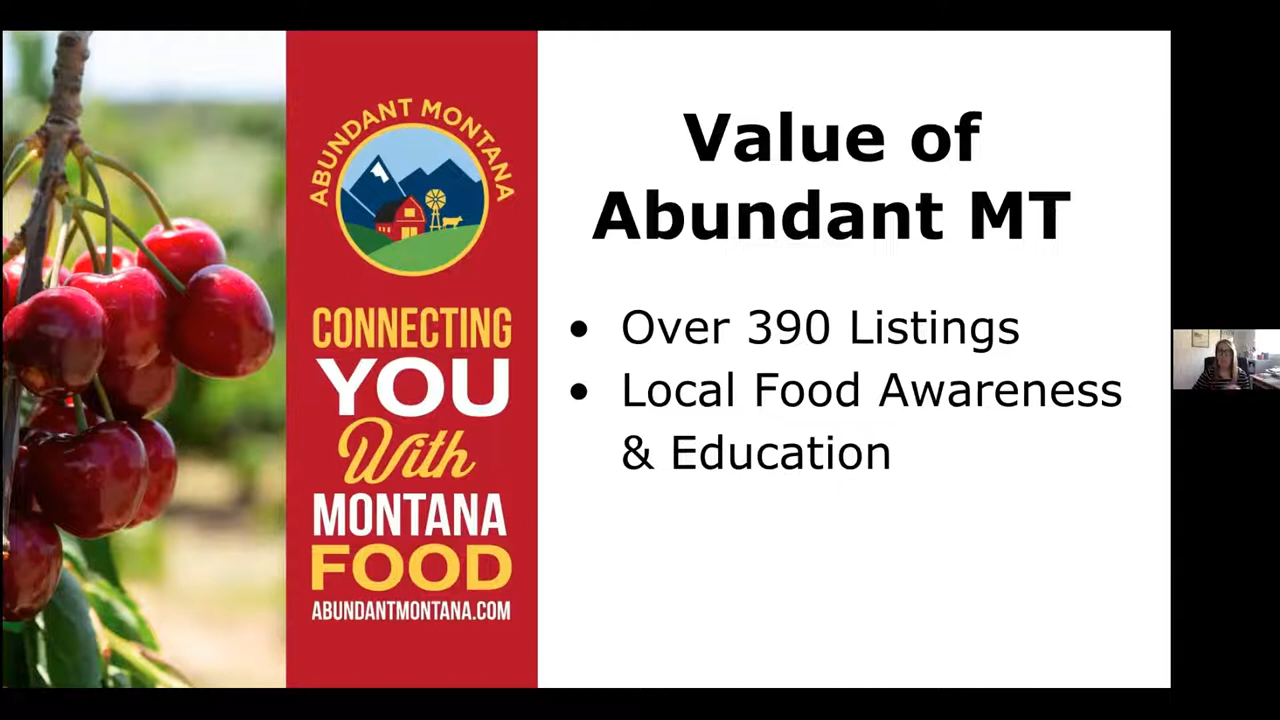 ABUNDANT MONTANA
CONNECTING
YOU
With
MONTANA
FOOD
ABUNDANTMONTANA.COM
Value of
Abundant MT
• Over 390 Listings
• Local Food Awareness
& Education